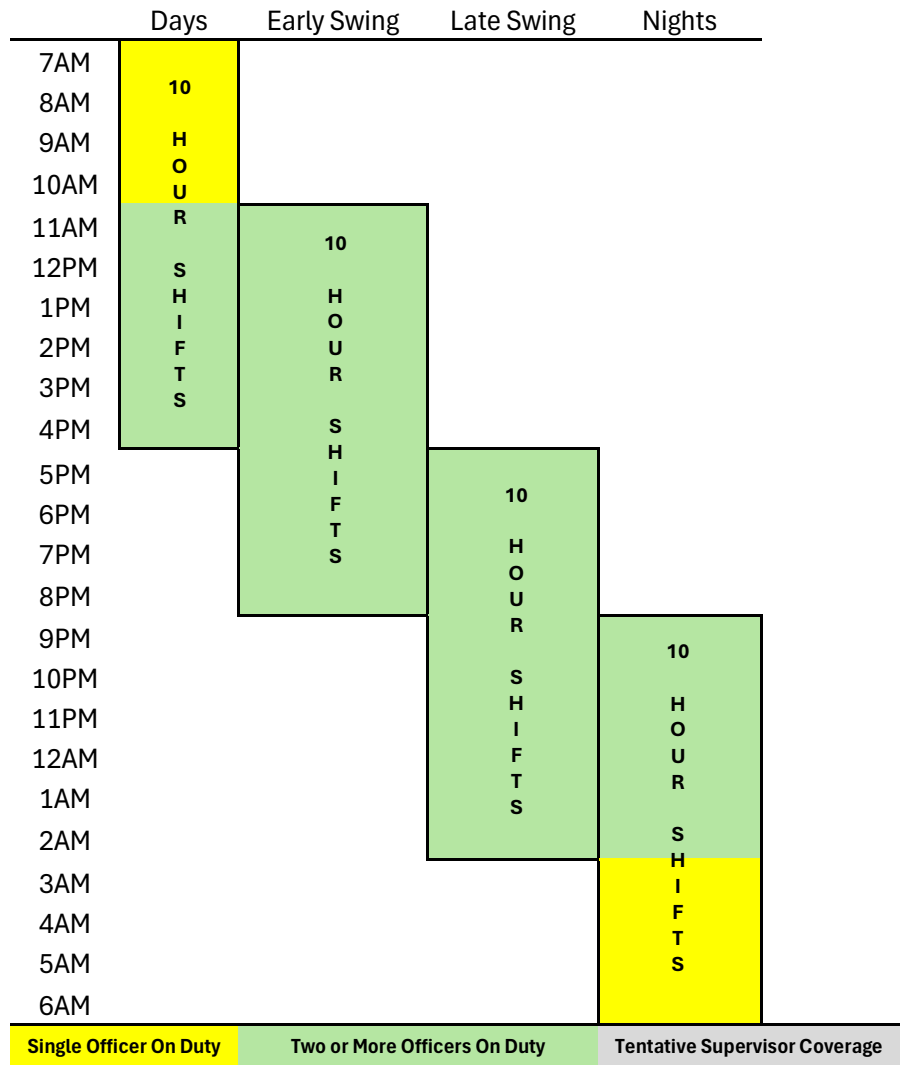 Days Early Swing Late Swing Nights
7AM
8AM
9AM
10AM
11AM
12PM
1PM
2PM
3PM
4PM
5PM
6PM
7PM
8PM
9PM
10PM
11PM
12AM
1AM
2AM
3AM
4AM
5AM
6AM
10
H
O
U
R
S
H
I
F
T
S
10
H
O
U
R
S
H
I
F
T
S
10
H
O
U
R
S
H
I
F
T
S
10
H
O
U
R
S
H
I
F
T
S
Single Officer On Duty Two or More Officers On Duty Tentative Supervisor Coverage